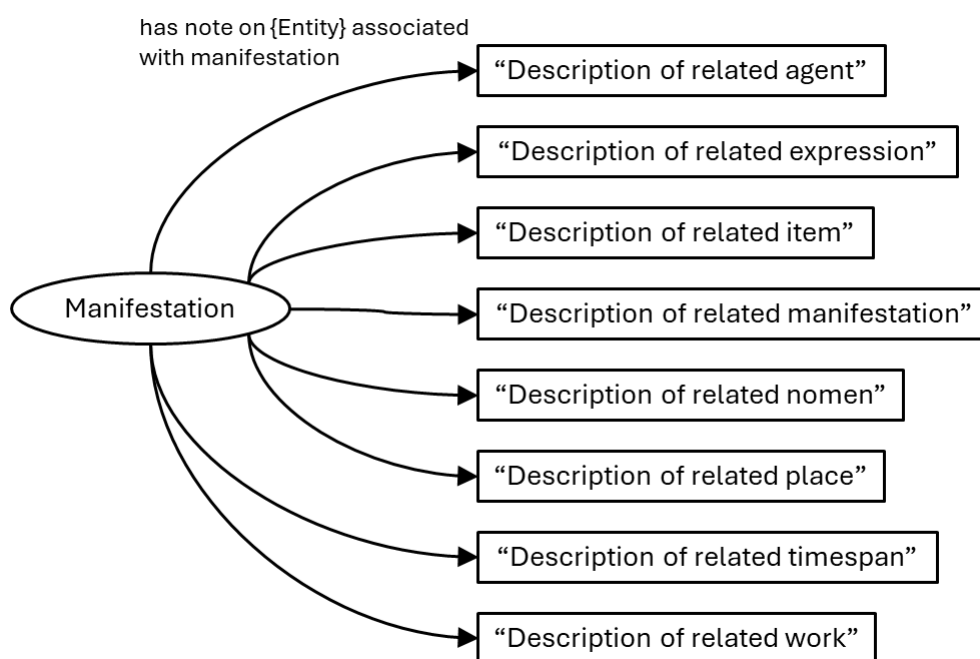 has note on {Entity} associated
with manifestation
“Description of related agent”
“Description of related expression”
“Description of related item”
Manifestation
“Description of related manifestation”
“Description of related nomen”
“Description of related place”
“Description of related timespan”
“Description of related work”